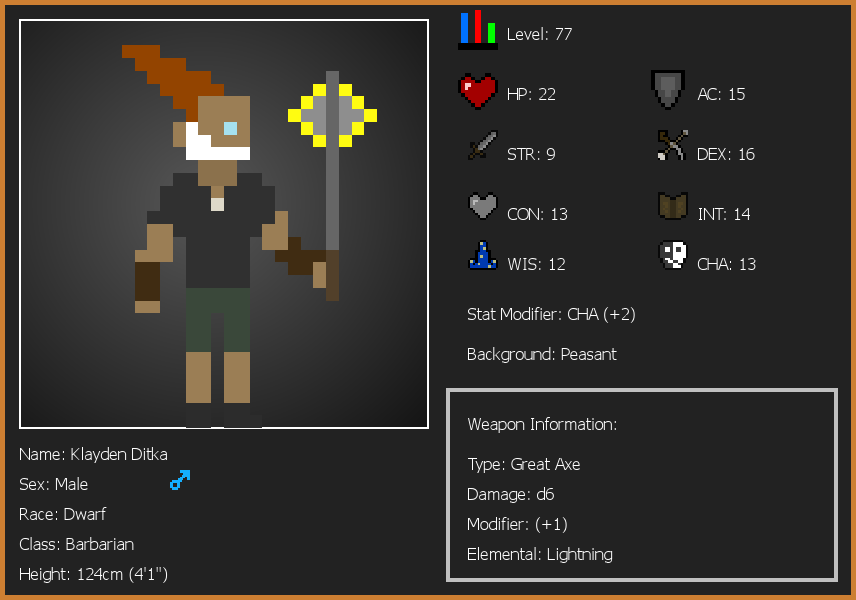 Level: 77
HP: 22
AC: 15
STR: 9
DEX: 16
CON: 13
INT: 14
WIS: 12
CHA: 13
Stat Modifier: CHA (+2)
Background: Peasant
Weapon Information:
Type: Great Axe
Damage: d6
Modifier: (+1)
Elemental: Lightning
Name: Klayden Ditka
Sex: Male
Race: Dwarf
Class: Barbarian
Height: 124cm (4'1")